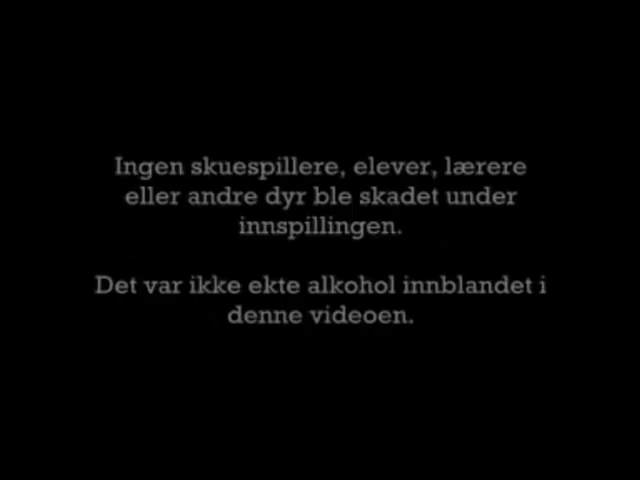 Ingen skuespillere, elever, lærere
eller andre dyr ble skadet under
innspillingen.
Det var ikke ekte alkohol innblandet i
denne videoen.